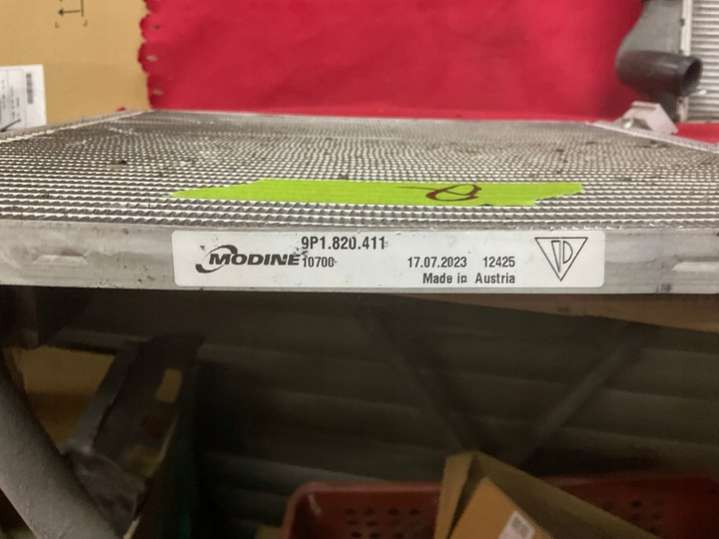 MODINE
9P1.820.411
10700
17.07.2023 12425
Made in Austria